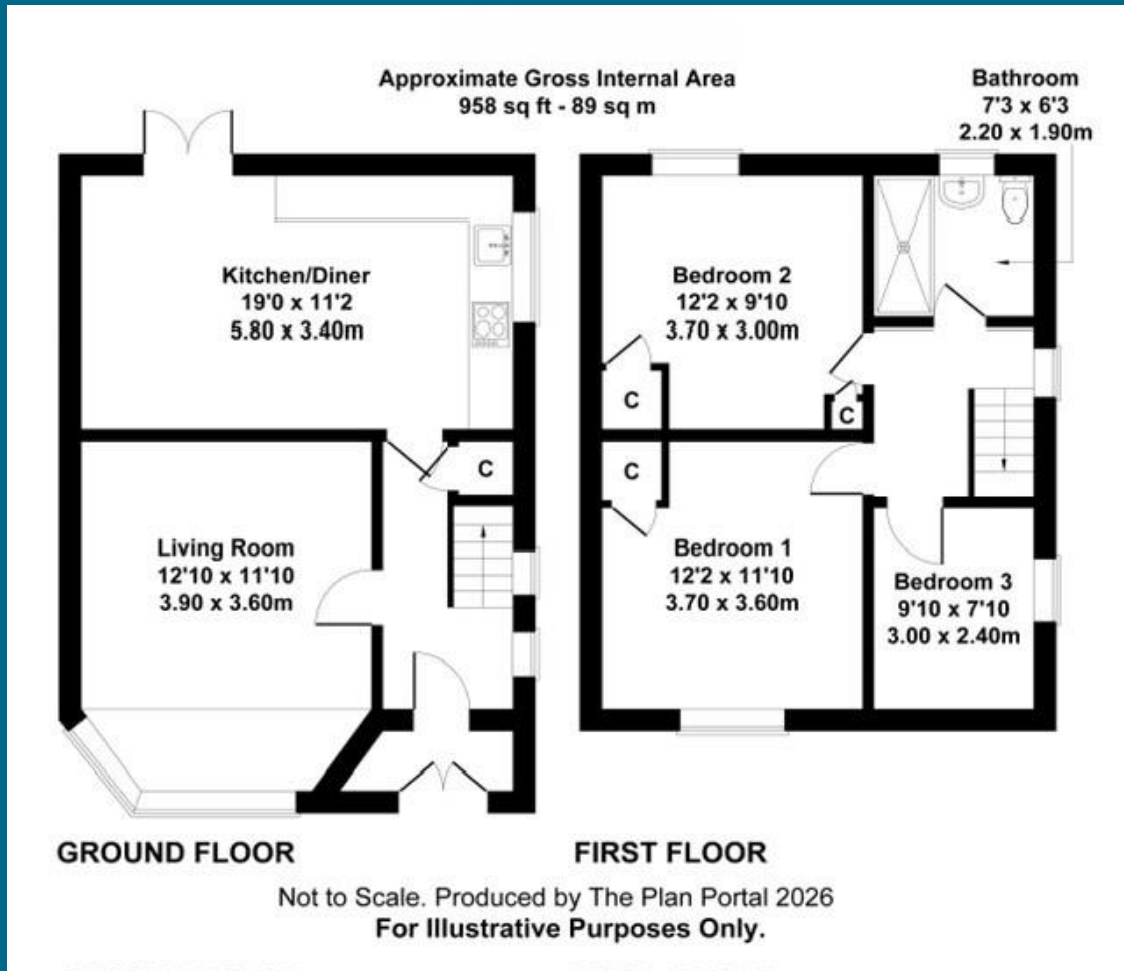 Approximate Gross Internal Area
958 sq ft - 89 sq m
Bathroom
7'3 x 6'3
2.20 x 1.90m
Kitchen/Diner
19'0 x 11'2
5.80 x 3.40m
Bedroom 2
12'2 x 9'10
3.70 x 3.00m
C
C
C
C
Living Room
12'10 x 11'10
3.90 x 3.60m
Bedroom 1
12'2 x 11'10
3.70 x 3.60m
Bedroom 3
9'10 x 7'10
3.00 x 2.40m
GROUND FLOOR
FIRST FLOOR
Not to Scale. Produced by The Plan Portal 2026
For Illustrative Purposes Only.